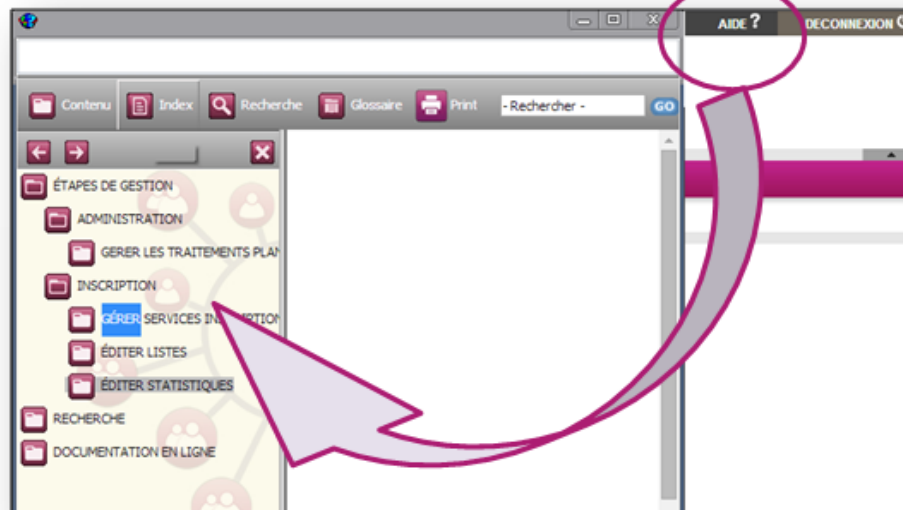 AIDE ? DECONNEXION
Contenu Index Recherche Glossaire Print - Rechercher - GO
ÉTAPES DE GESTION
ADMINISTRATION
GERER LES TRAITEMENTS PLAN
INSCRIPTION
GÉRER SERVICES
ÉDITER LISTES
ÉDITER STATISTIQUES
RECHERCHE
DOCUMENTATION EN LIGNE